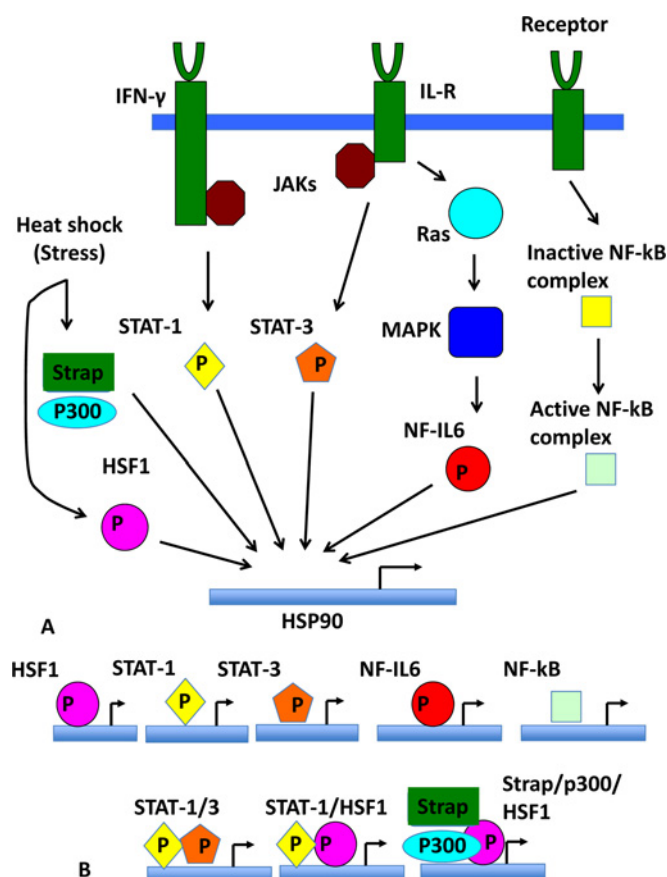 Receptor
IFN-γ
IL-R
JAKs
Heat shock
(Stress)
Ras
Inactive NF-kB
complex
STAT-1
STAT-3
MAPK
P
P
Strap
P300
Active NF-kB
complex
HSF1
NF-IL6
P
P
HSP90
A
HSF1
STAT-1
STAT-3
NF-IL6
NF-kB
P
P
P
P
STAT-1/3
STAT-1/HSF1
Strap/p300/
HSF1
Strap
P
P
P
P
P300
P
B